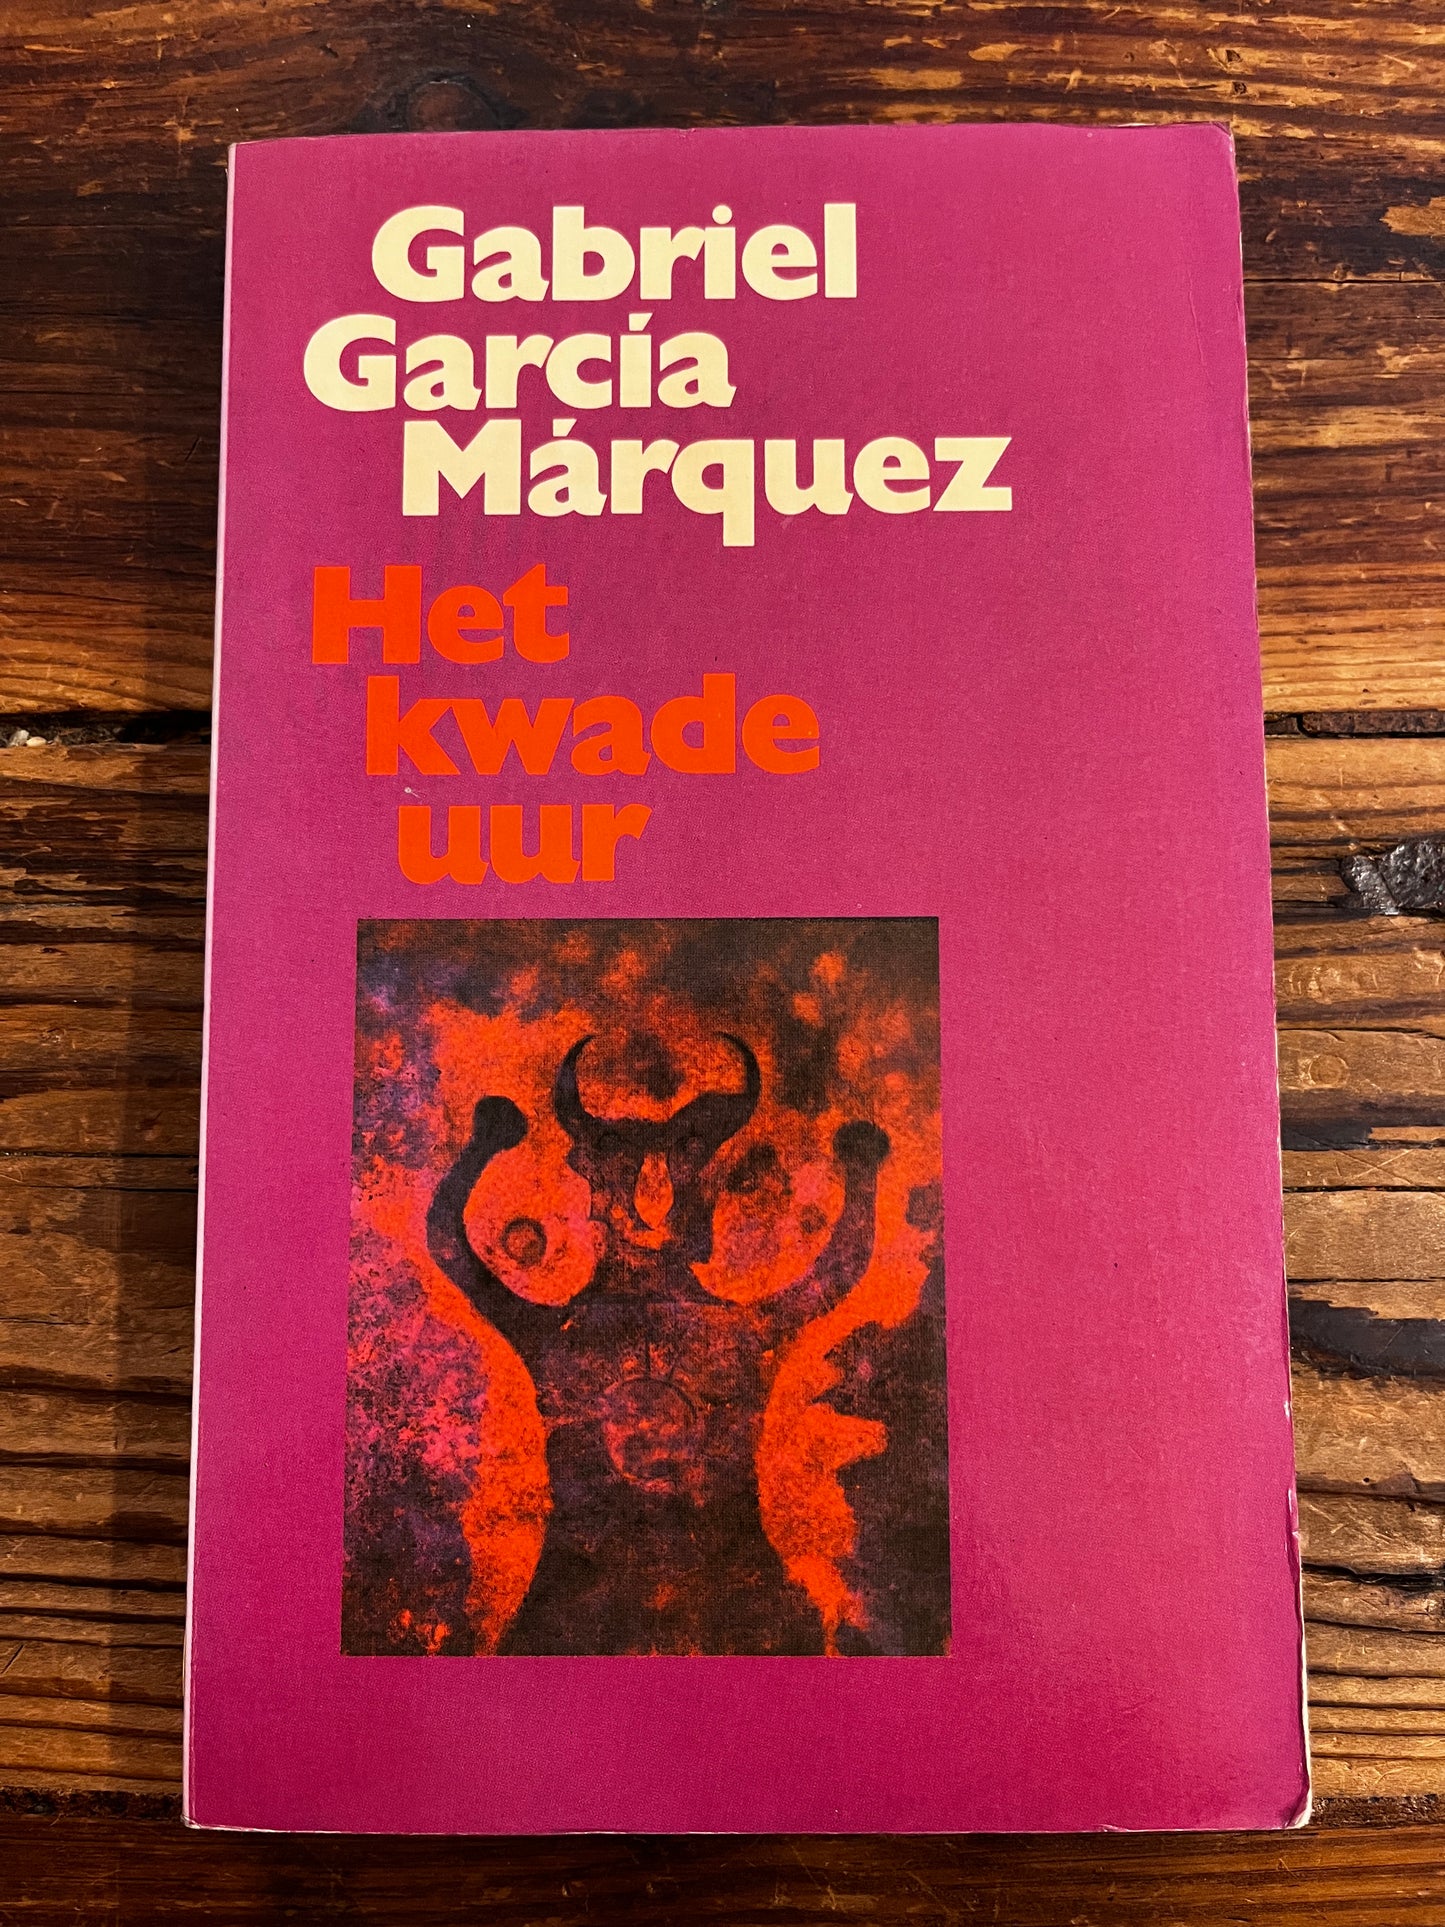 Gabriel
García
Márquez
Het
kwade
uur